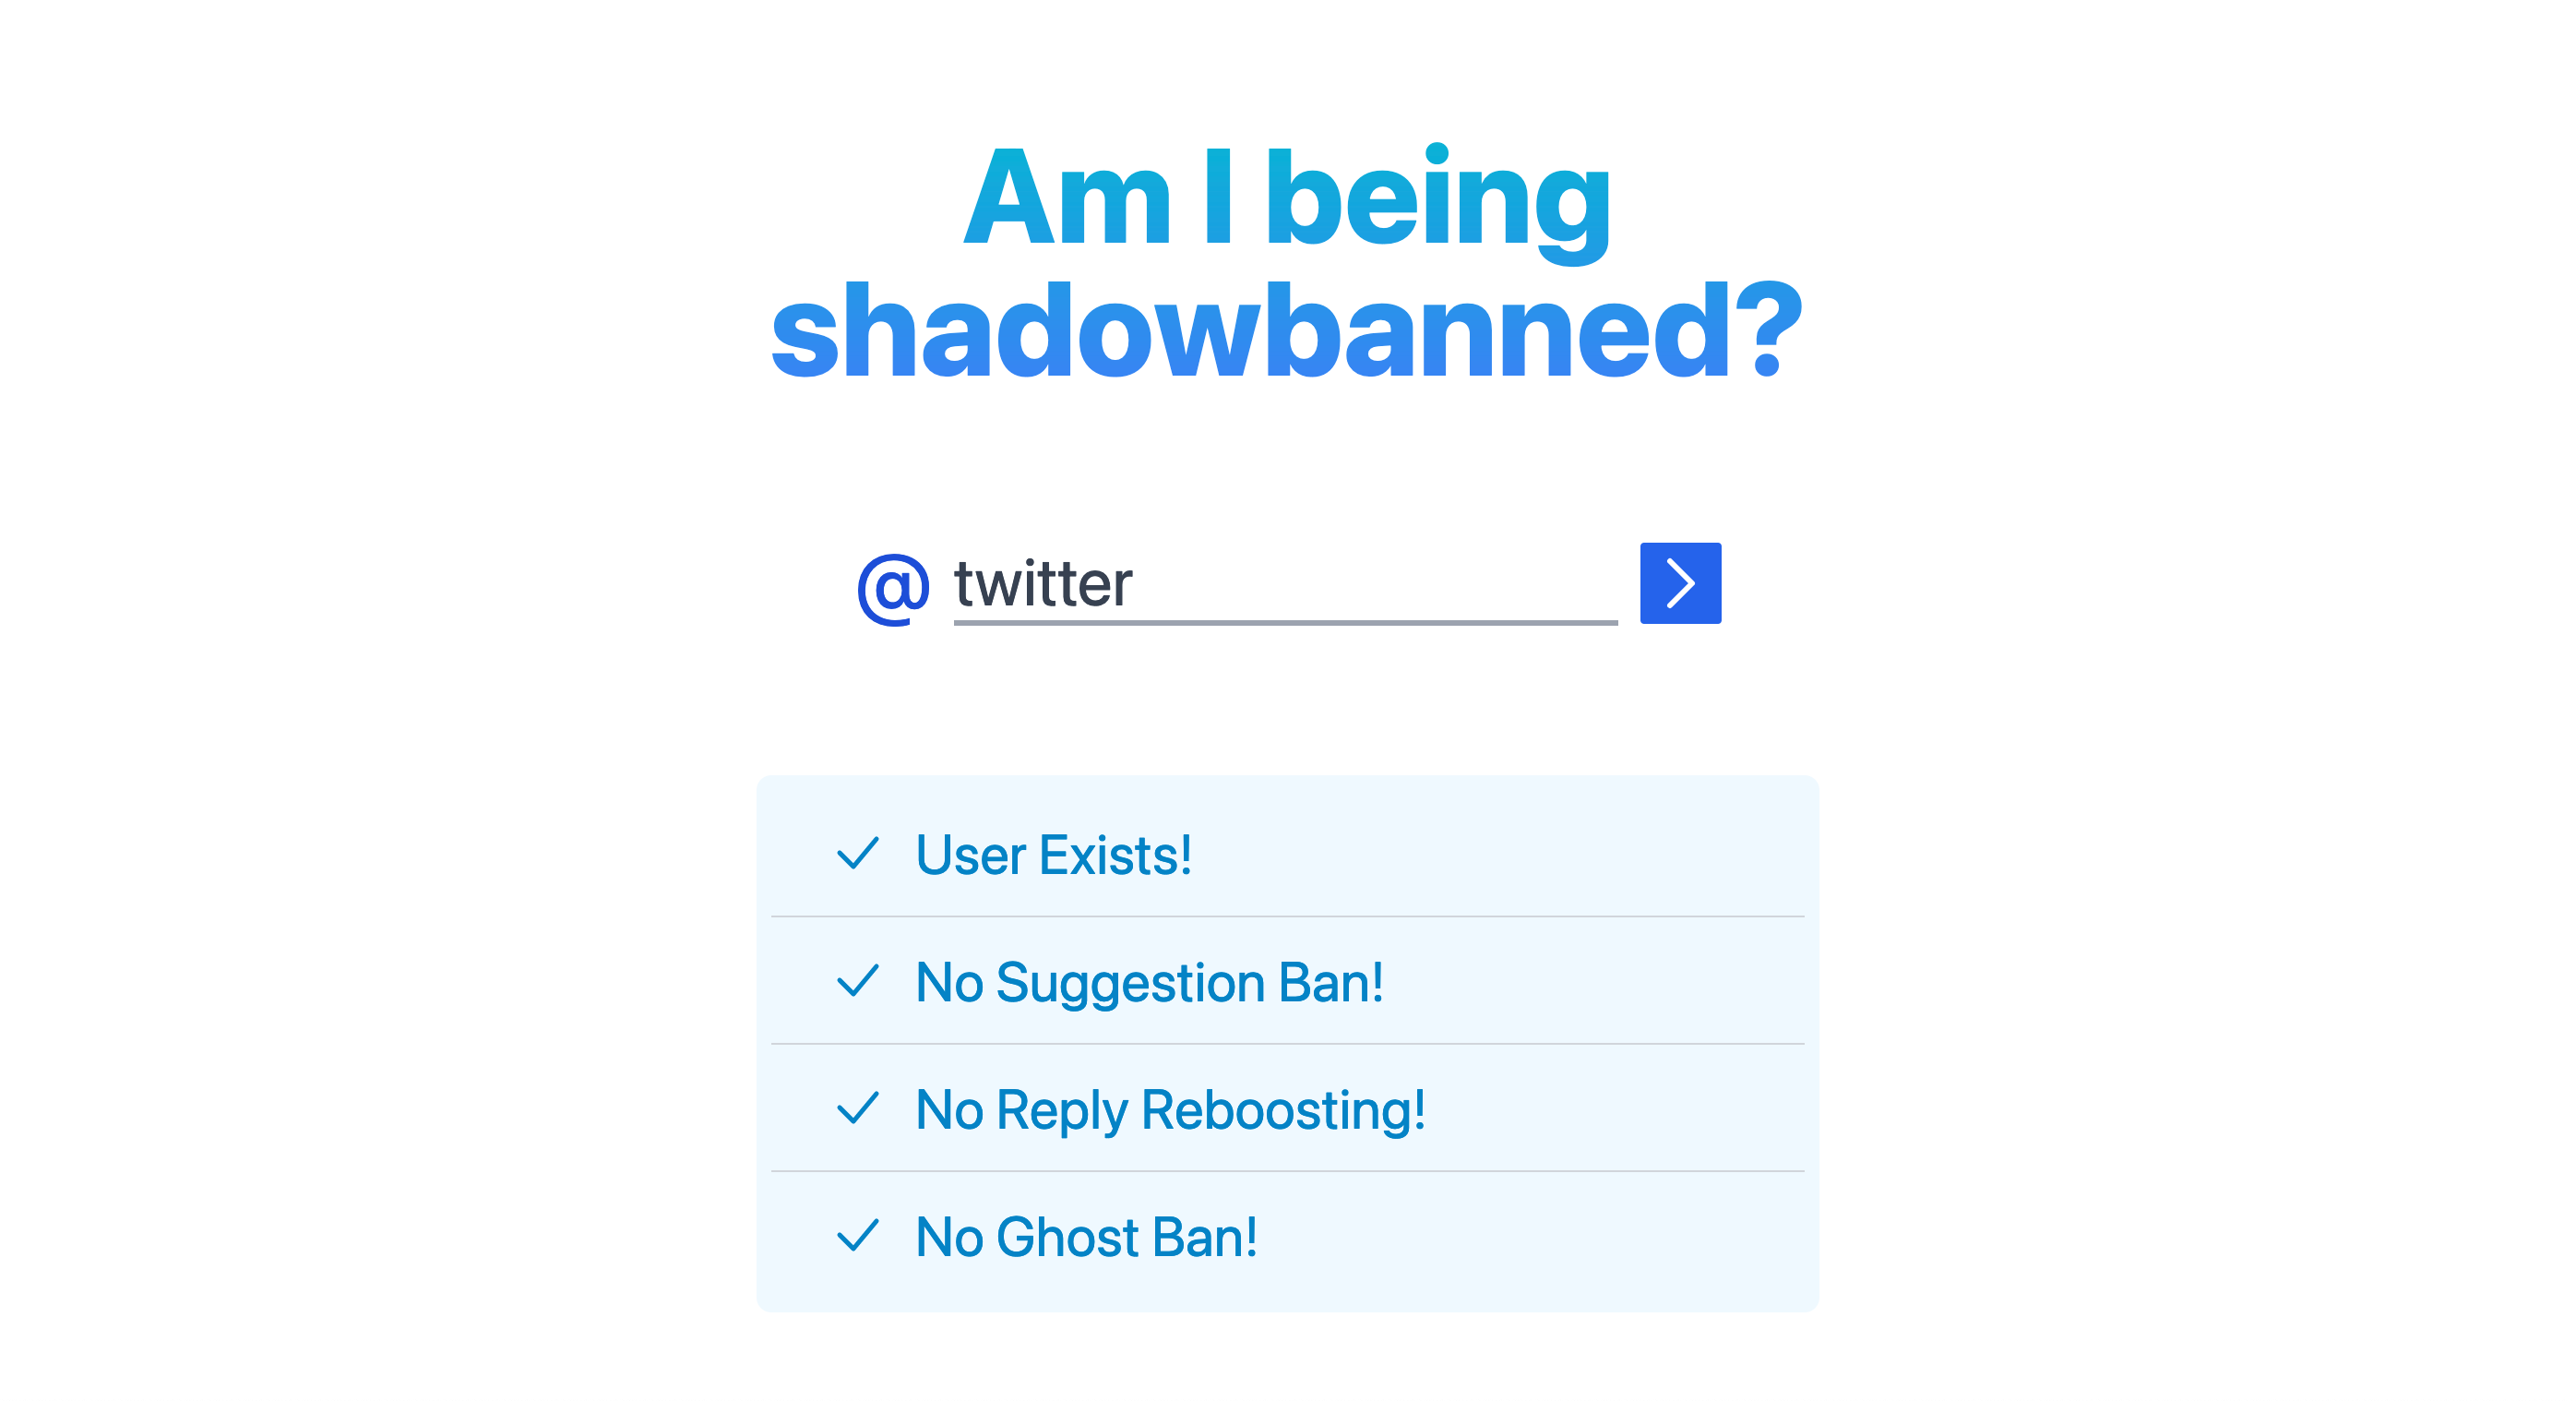 Am I being
shadowbanned?
@ twitter
User Exists!
No Suggestion Ban!
No Reply Reboosting!
No Ghost Ban!